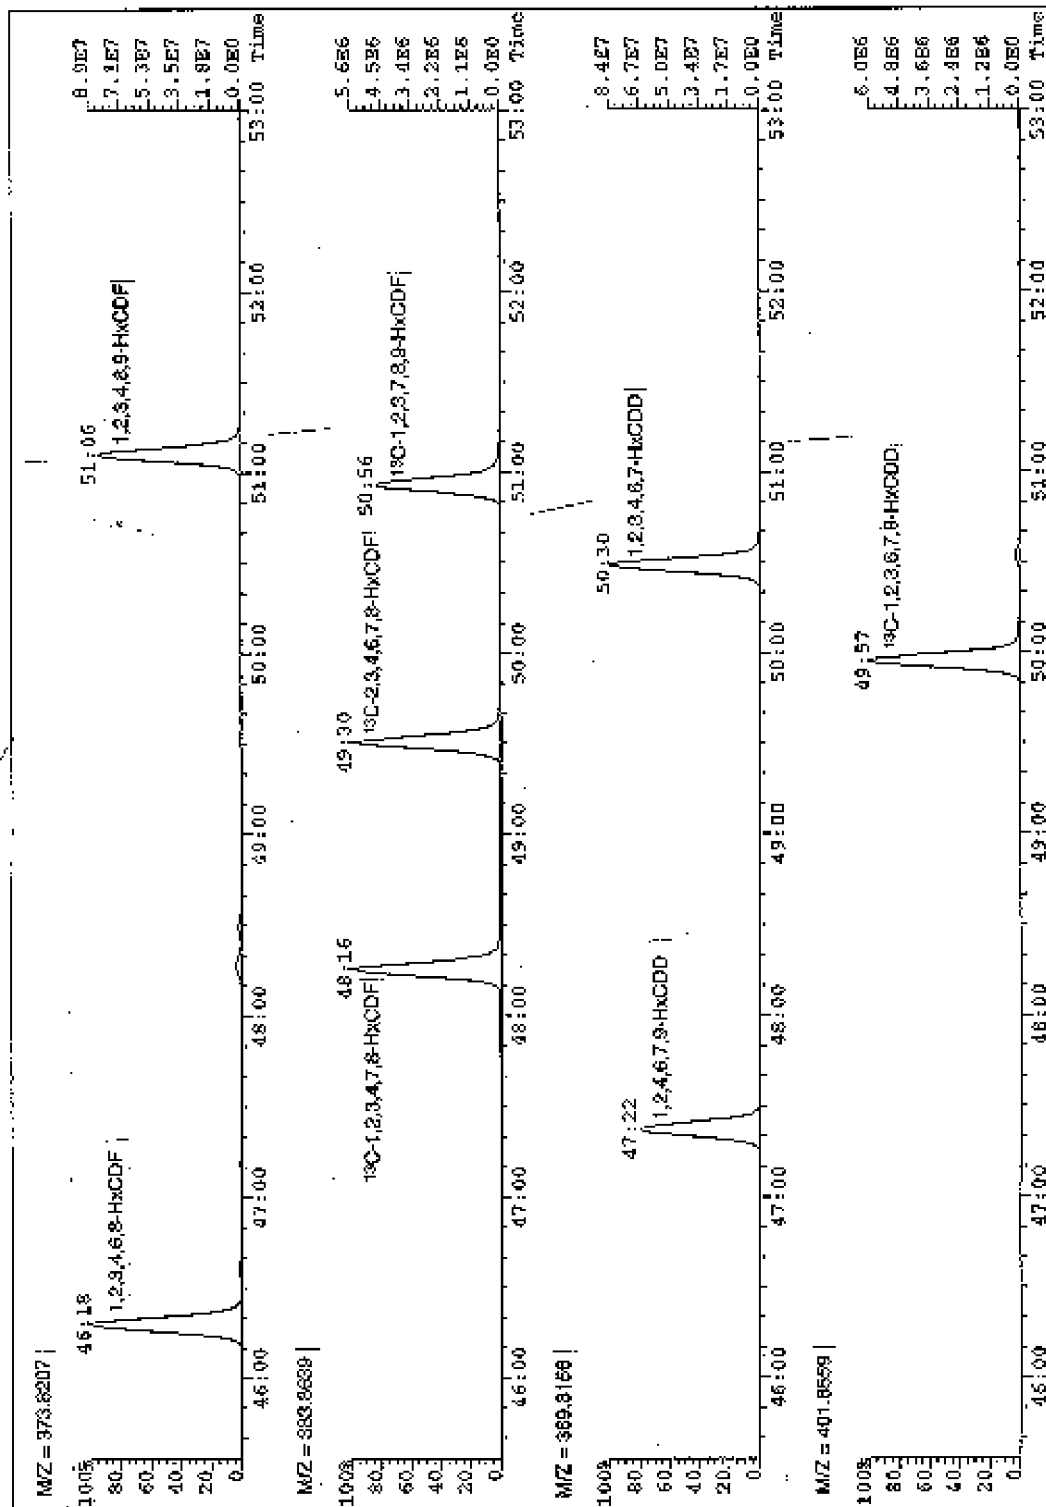 M/Z = 373.8207
100%
80
60
40
20
0
46:18
1,2,3,4,6,8-HxCDF
51:06
1,2,3,4,8,9-HxCDF
8.9E7
7.1E7
5.3E7
3.5E7
1.8E7
0.0E0
46:00 47:00 48:00 49:00 50:00 51:00 52:00 53:00 Time
M/Z = 383.8639
100%
80
60
40
20
0
48:16
¹³C-1,2,3,4,7,8-HxCDF
49:30
¹³C-2,3,4,6,7,8-HxCDF
50:56
¹³C-1,2,3,7,8,9-HxCDF
5.6E6
4.5E6
3.4E6
2.2E6
1.1E6
0.0E0
46:00 47:00 48:00 49:00 50:00 51:00 52:00 53:00 Time
M/Z = 389.8156
100%
80
60
40
20
0
47:22
1,2,4,6,7,9-HxCDD
50:30
1,2,3,4,6,7-HxCDD
8.4E7
6.7E7
5.0E7
3.4E7
1.7E7
0.0E0
46:00 47:00 48:00 49:00 50:00 51:00 52:00 53:00 Time
M/Z = 401.8559
100%
80
60
40
20
0
49:57
¹³C-1,2,3,6,7,8-HxCDD
6.0E6
4.8E6
3.6E6
2.4E6
1.2E6
0.0E0
46:00 47:00 48:00 49:00 50:00 51:00 52:00 53:00 Time